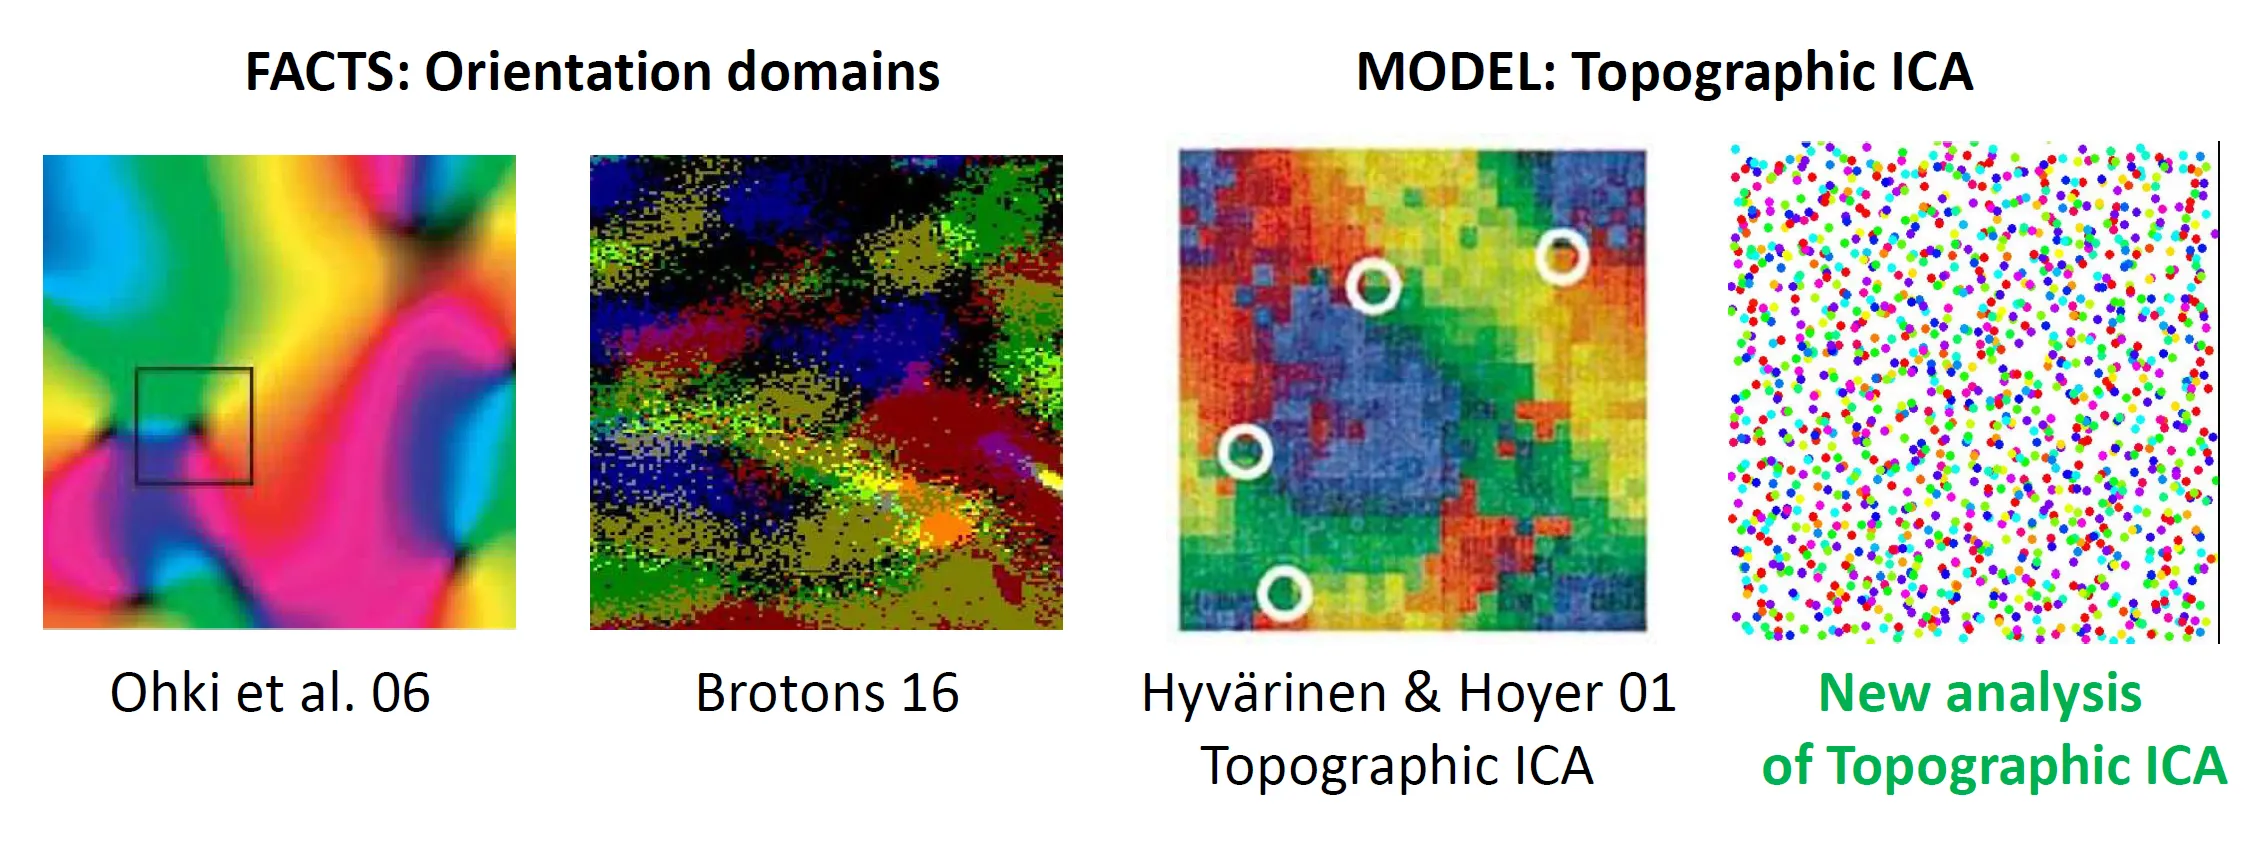 FACTS: Orientation domains
MODEL: Topographic ICA
Ohki et al. 06
Brotons 16
Hyvärinen & Hoyer 01
Topographic ICA
New analysis
of Topographic ICA